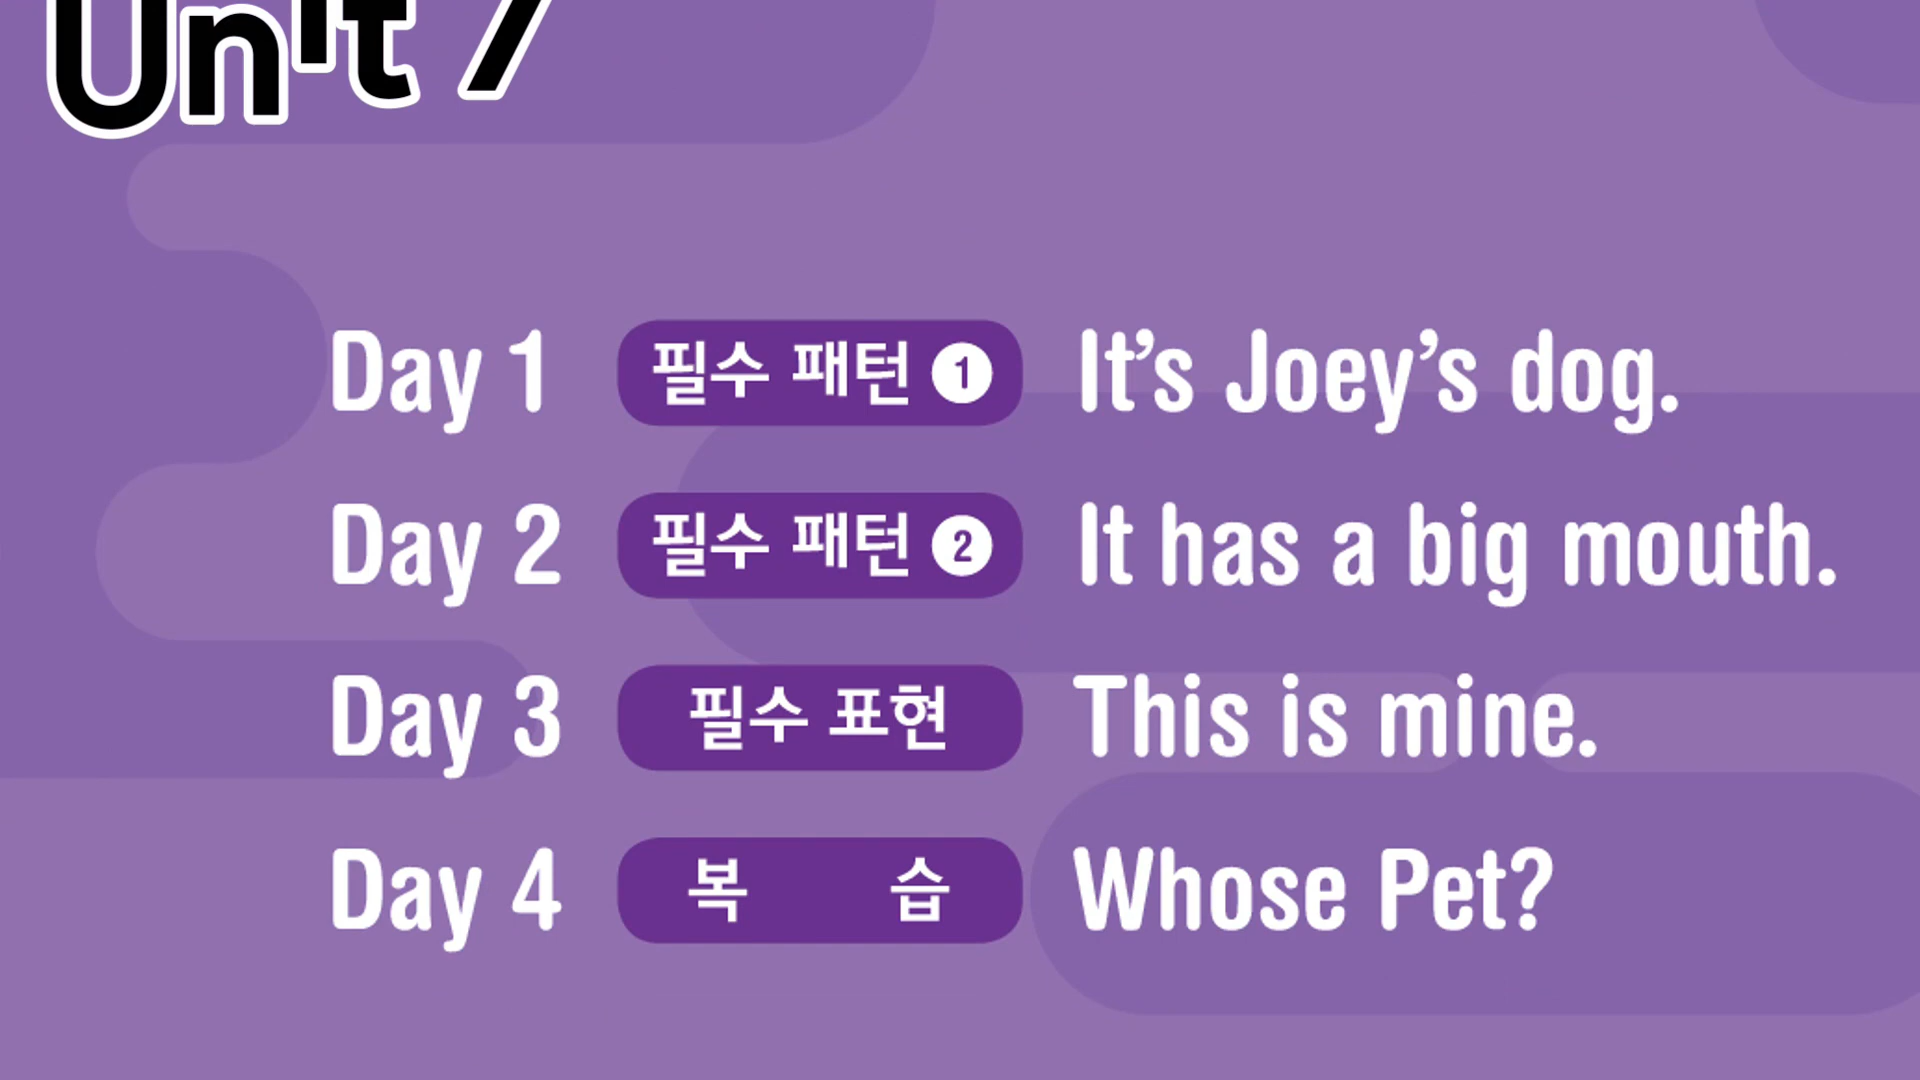 Unit 7
Day 1 필수 패턴 1 It's Joey's dog.
Day 2 필수 패턴 2 It has a big mouth.
Day 3 필수 표현 This is mine.
Day 4 복 습 Whose Pet?